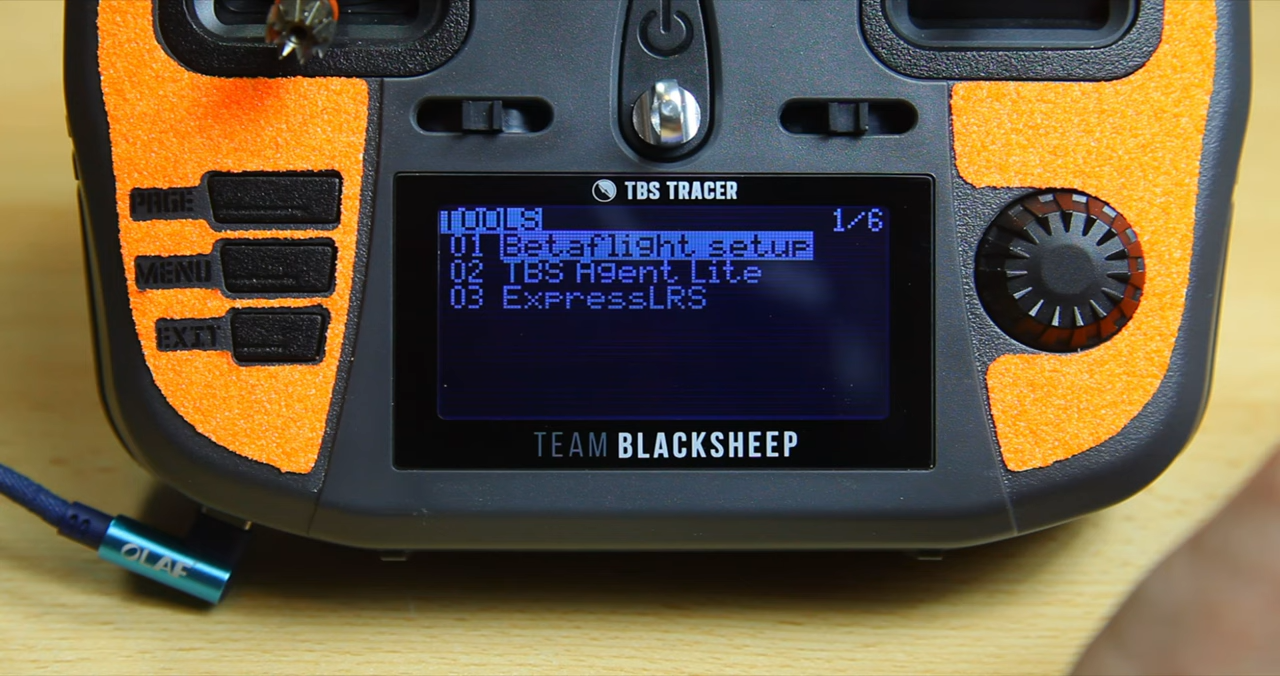 TBS TRACER
TOOLS 1/6
01 Betaflight setup
02 TBS Agent Lite
03 ExpressLRS
PAGE
MENU
EXIT
TEAM BLACKSHEEP
OLAF